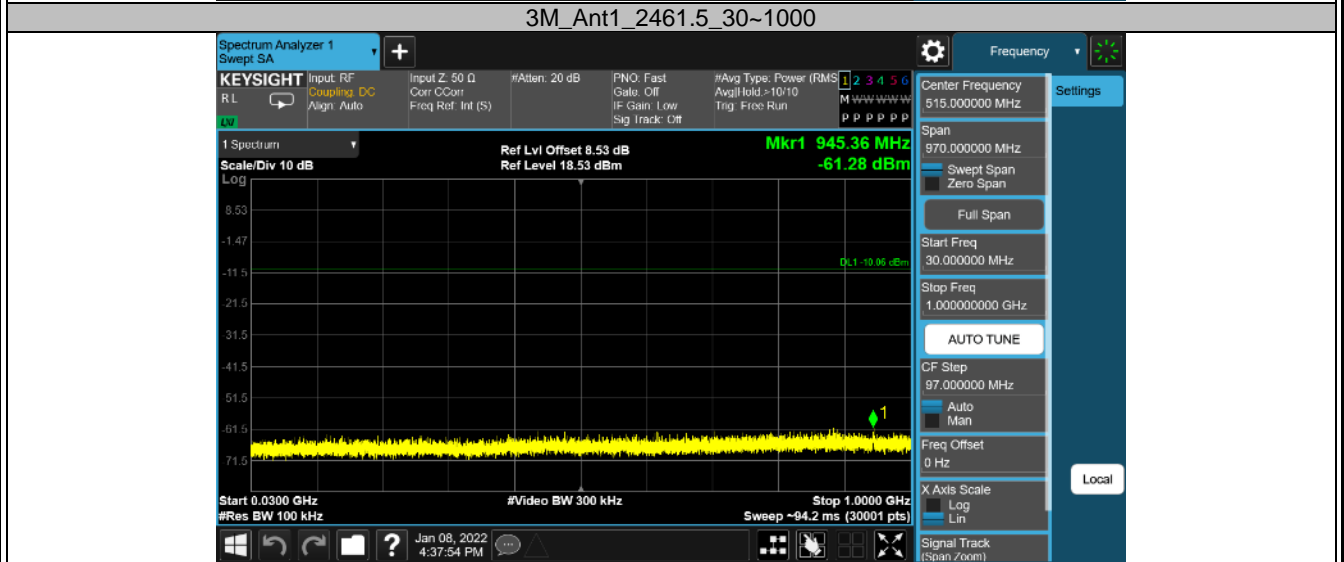 3M_Ant1_2461.5_30~1000
Spectrum Analyzer 1
Swept SA
+
Frequency
KEYSIGHT
R L
Input: RF
Coupling: DC
Align: Auto
Input Z: 50 Ω
Corr CCorr
Freq Ref: Int (S)
#Atten: 20 dB
PNO: Fast
Gate: Off
IF Gain: Low
Sig Track: Off
#Avg Type: Power (RMS
Avg|Hold:>10/10
Trig: Free Run
1 2 3 4 5 6
M W W W W W
P P P P P P
1 Spectrum
Scale/Div 10 dB
Log
Ref Lvl Offset 8.53 dB
Ref Level 18.53 dBm
Mkr1 945.36 MHz
-61.28 dBm
8.53
-1.47
-11.5
-21.5
-31.5
-41.5
51.5
-61.5
71.5
DL1 -10.06 dBm
1
Start 0.0300 GHz
#Res BW 100 kHz
#Video BW 300 kHz
Stop 1.0000 GHz
Sweep ~94.2 ms (30001 pts)
Jan 08, 2022
4:37:54 PM
?
Center Frequency
515.000000 MHz
Span
970.000000 MHz
Swept Span
Zero Span
Full Span
Start Freq
30.000000 MHz
Stop Freq
1.000000000 GHz
AUTO TUNE
CF Step
97.000000 MHz
Auto
Man
Freq Offset
0 Hz
X Axis Scale
Log
Lin
Signal Track
(Span Zoom)
Settings
Local